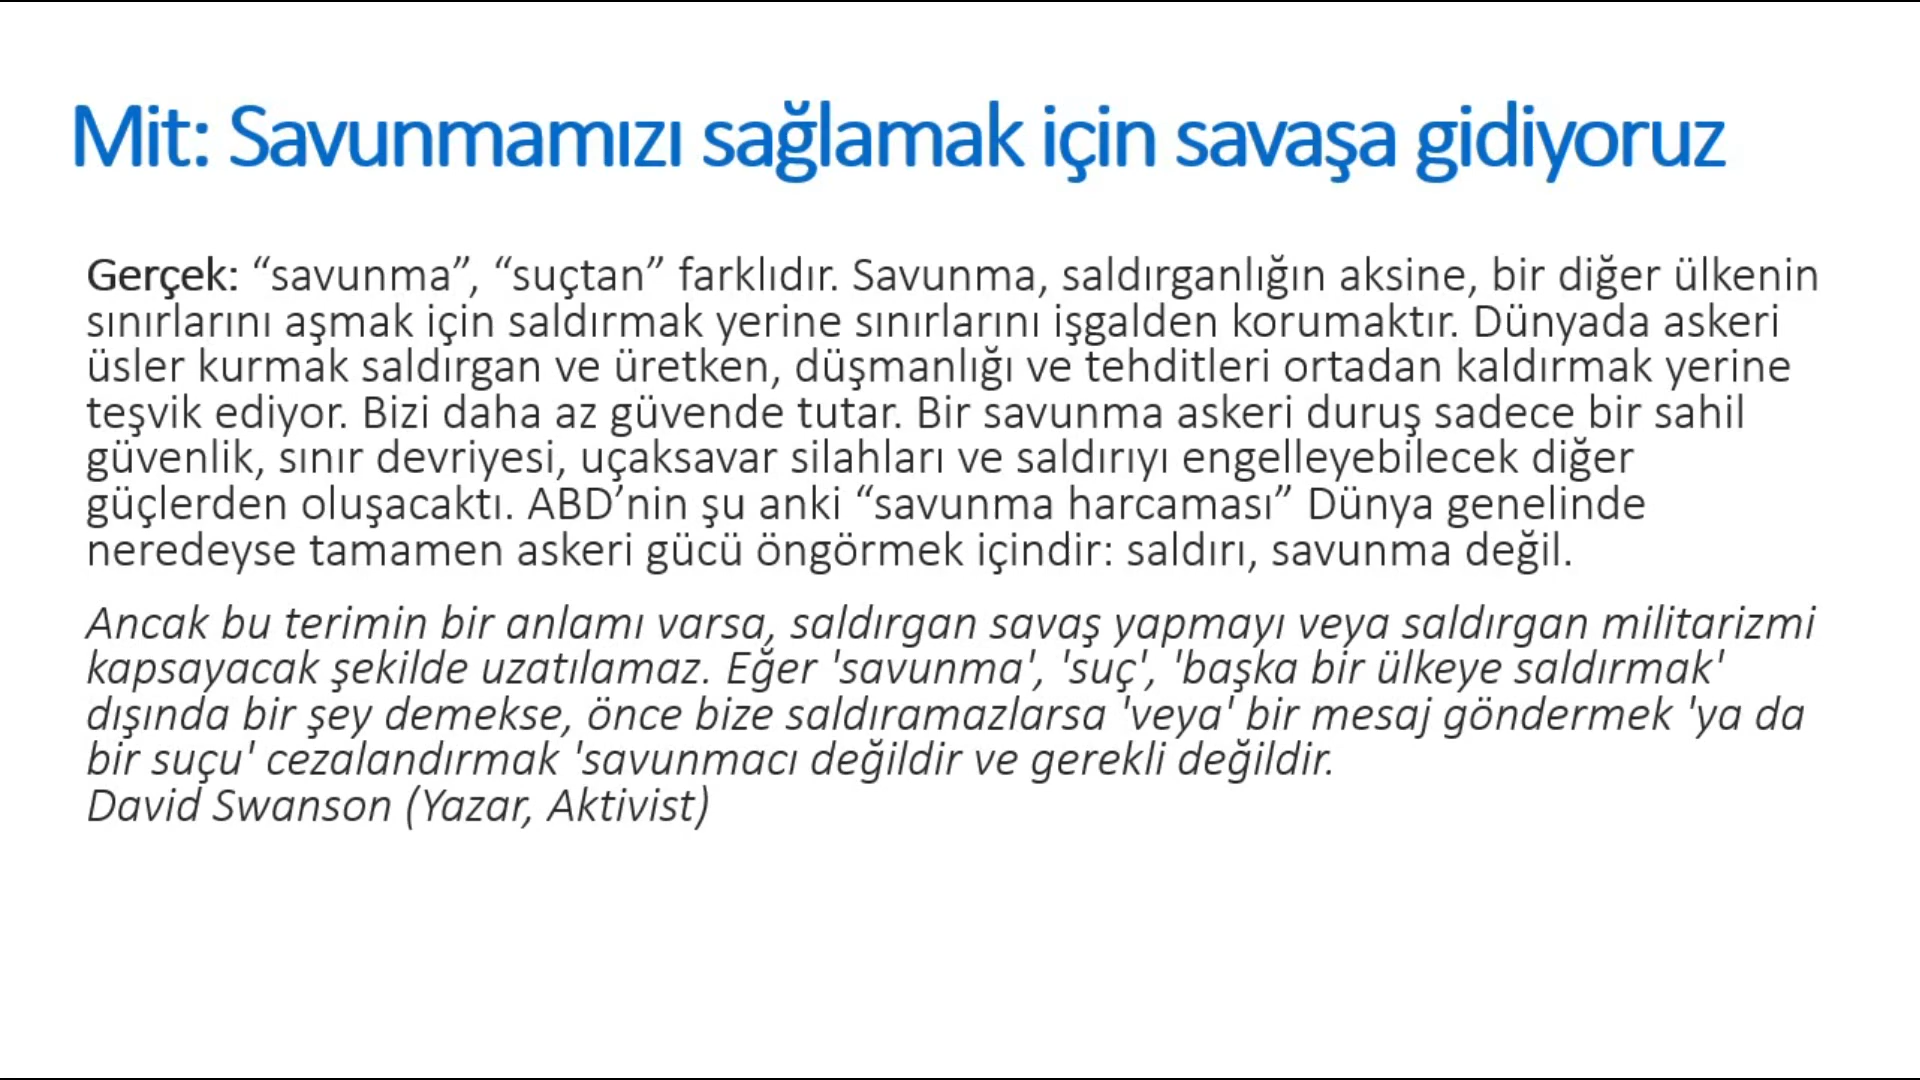 Mit: Savunmamızı sağlamak için savaşa gidiyoruz
Gerçek: “savunma”, “suçtan” farklıdır. Savunma, saldırganlığın aksine, bir diğer ülkenin
sınırlarını aşmak için saldırmak yerine sınırlarını işgalden korumaktır. Dünyada askeri
üsler kurmak saldırgan ve üretken, düşmanlığı ve tehditleri ortadan kaldırmak yerine
teşvik ediyor. Bizi daha az güvende tutar. Bir savunma askeri duruş sadece bir sahil
güvenlik, sınır devriyesi, uçaksavar silahları ve saldırıyı engelleyebilecek diğer
güçlerden oluşacaktı. ABD’nin şu anki “savunma harcaması” Dünya genelinde
neredeyse tamamen askeri gücü öngörmek içindir: saldırı, savunma değil.
Ancak bu terimin bir anlamı varsa, saldırgan savaş yapmayı veya saldırgan militarizmi
kapsayacak şekilde uzatılamaz. Eğer 'savunma', 'suç', 'başka bir ülkeye saldırmak'
dışında bir şey demekse, önce bize saldıramazlarsa 'veya' bir mesaj göndermek 'ya da
bir suçu' cezalandırmak 'savunmacı değildir ve gerekli değildir.
David Swanson (Yazar, Aktivist)